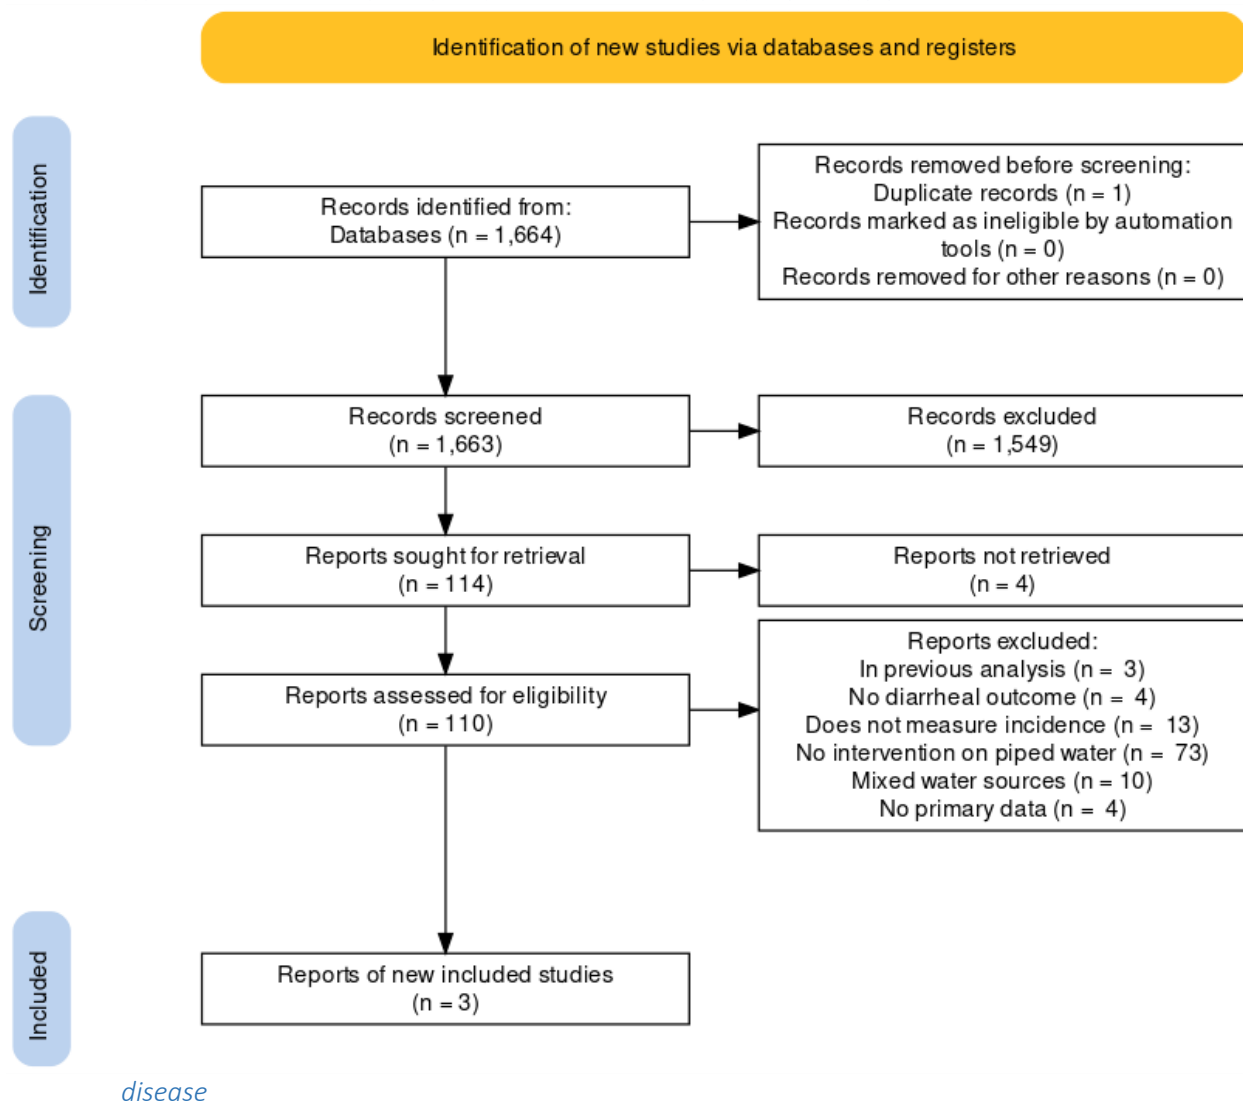 Identification of new studies via databases and registers
Identification
Records identified from:
Databases (n = 1,664)
Records removed before screening:
Duplicate records (n = 1)
Records marked as ineligible by automation
tools (n = 0)
Records removed for other reasons (n = 0)
Screening
Records screened
(n = 1,663)
Records excluded
(n = 1,549)
Reports sought for retrieval
(n = 114)
Reports not retrieved
(n = 4)
Reports assessed for eligibility
(n = 110)
Reports excluded:
In previous analysis (n = 3)
No diarrheal outcome (n = 4)
Does not measure incidence (n = 13)
No intervention on piped water (n = 73)
Mixed water sources (n = 10)
No primary data (n = 4)
Included
Reports of new included studies
(n = 3)
disease